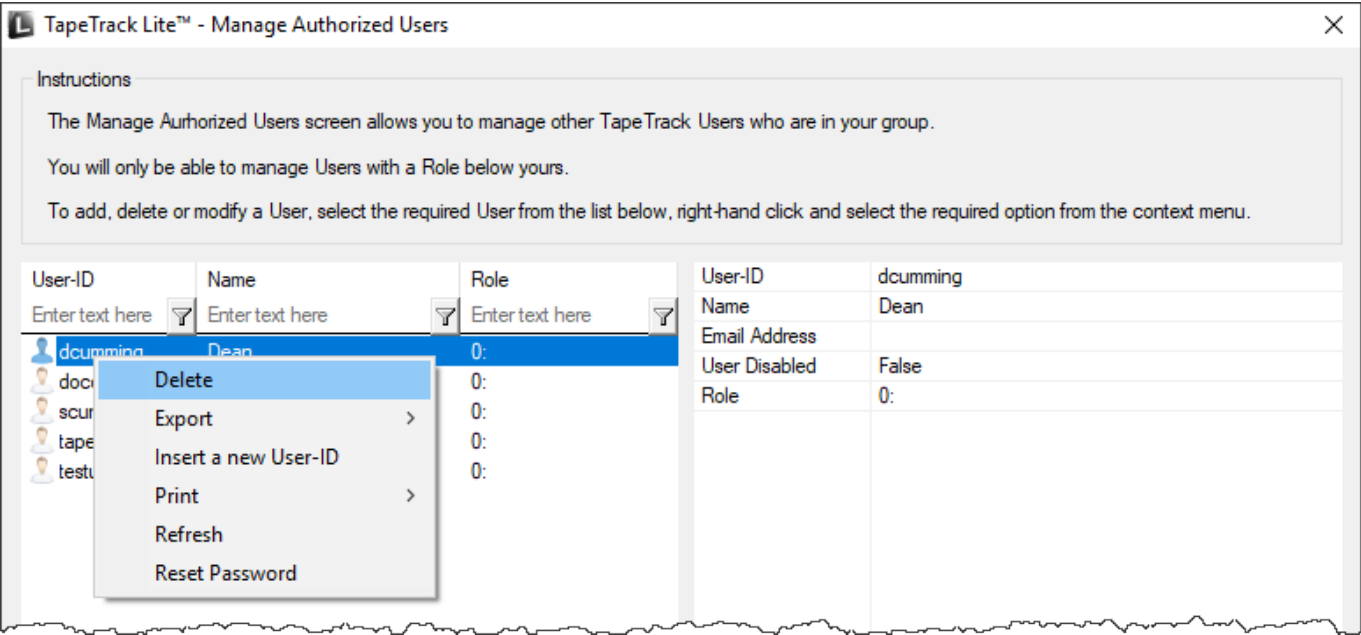 TapeTrack Lite™ - Manage Authorized Users
Instructions
The Manage Aurhorized Users screen allows you to manage other TapeTrack Users who are in your group.
You will only be able to manage Users with a Role below yours.
To add, delete or modify a User, select the required User from the list below, right-hand click and select the required option from the context menu.
User-ID Name Role
Enter text here Enter text here Enter text here
dcumming Dean 0:
0:
0:
0:
0:
Delete
Export
Insert a new User-ID
Print
Refresh
Reset Password
User-ID dcumming
Name Dean
Email Address
User Disabled False
Role 0: